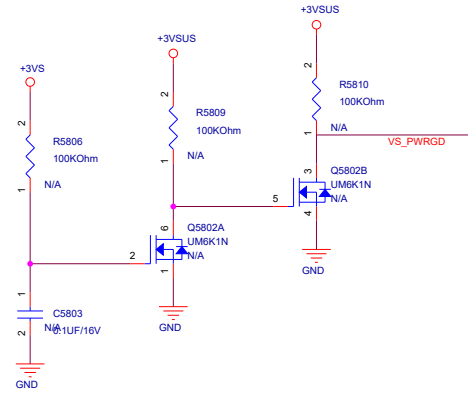 +3VSUS
+3VSUS
+3VS
2
R5810
100KOhm
1
N/A
VS_PWRGD
2
R5809
100KOhm
1
N/A
2
R5806
100KOhm
1
N/A
3
Q5802B
UM6K1N
N/A
5
4
GND
6
Q5802A
UM6K1N
N/A
2
1
GND
1
C5803
N/A
0.1UF/16V
2
GND